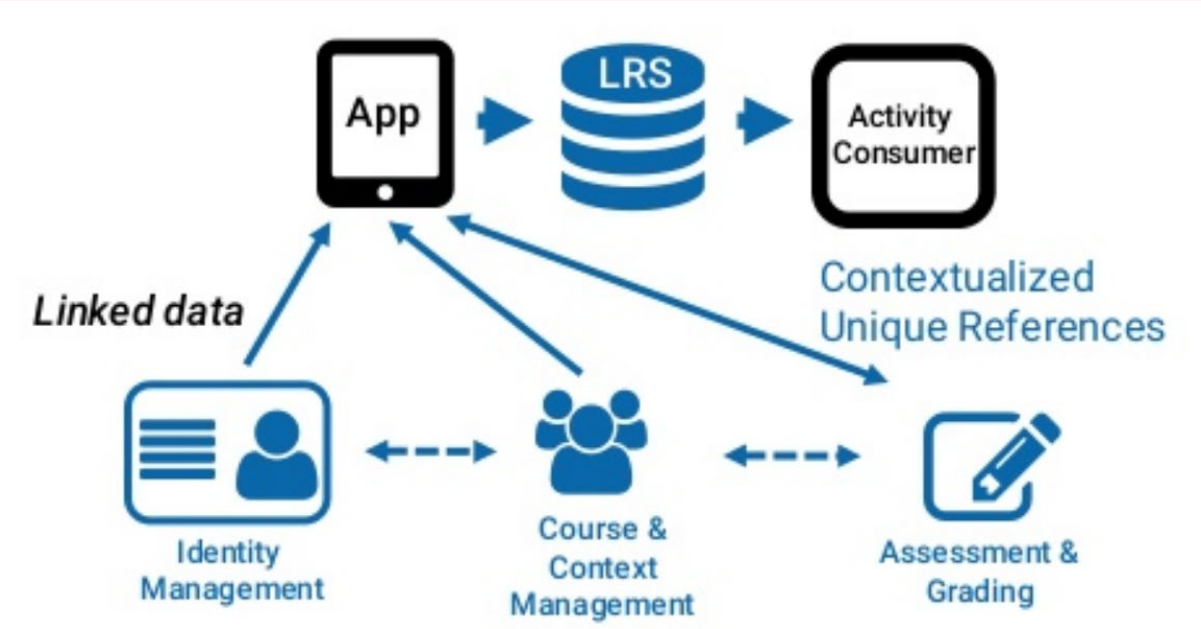 App
LRS
Activity
Consumer
Linked data
Contextualized
Unique References
Identity
Management
Course &
Context
Management
Assessment &
Grading